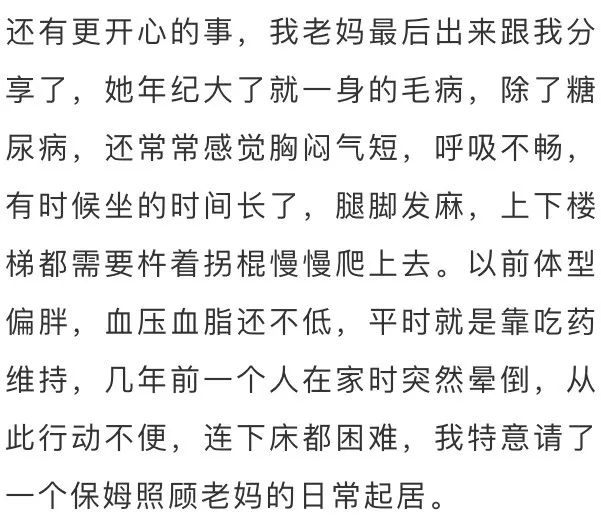 还有更开心的事，我老妈最后出来跟我分
享了，她年纪大了就一身的毛病，除了糖
尿病，还常常感觉胸闷气短，呼吸不畅，
有时候坐的时间长了，腿脚发麻，上下楼
梯都需要杵着拐棍慢慢爬上去。以前体型
偏胖，血压血脂还不低，平时就是靠吃药
维持，几年前一个人在家时突然晕倒，从
此行动不便，连下床都困难，我特意请了
一个保姆照顾老妈的日常起居。